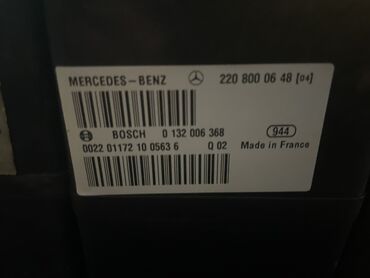 MERCEDES-BENZ 220 800 06 48 [04]
BOSCH 0 132 006 368 944
0022 01172 10 0563 6 Q 02 Made in France